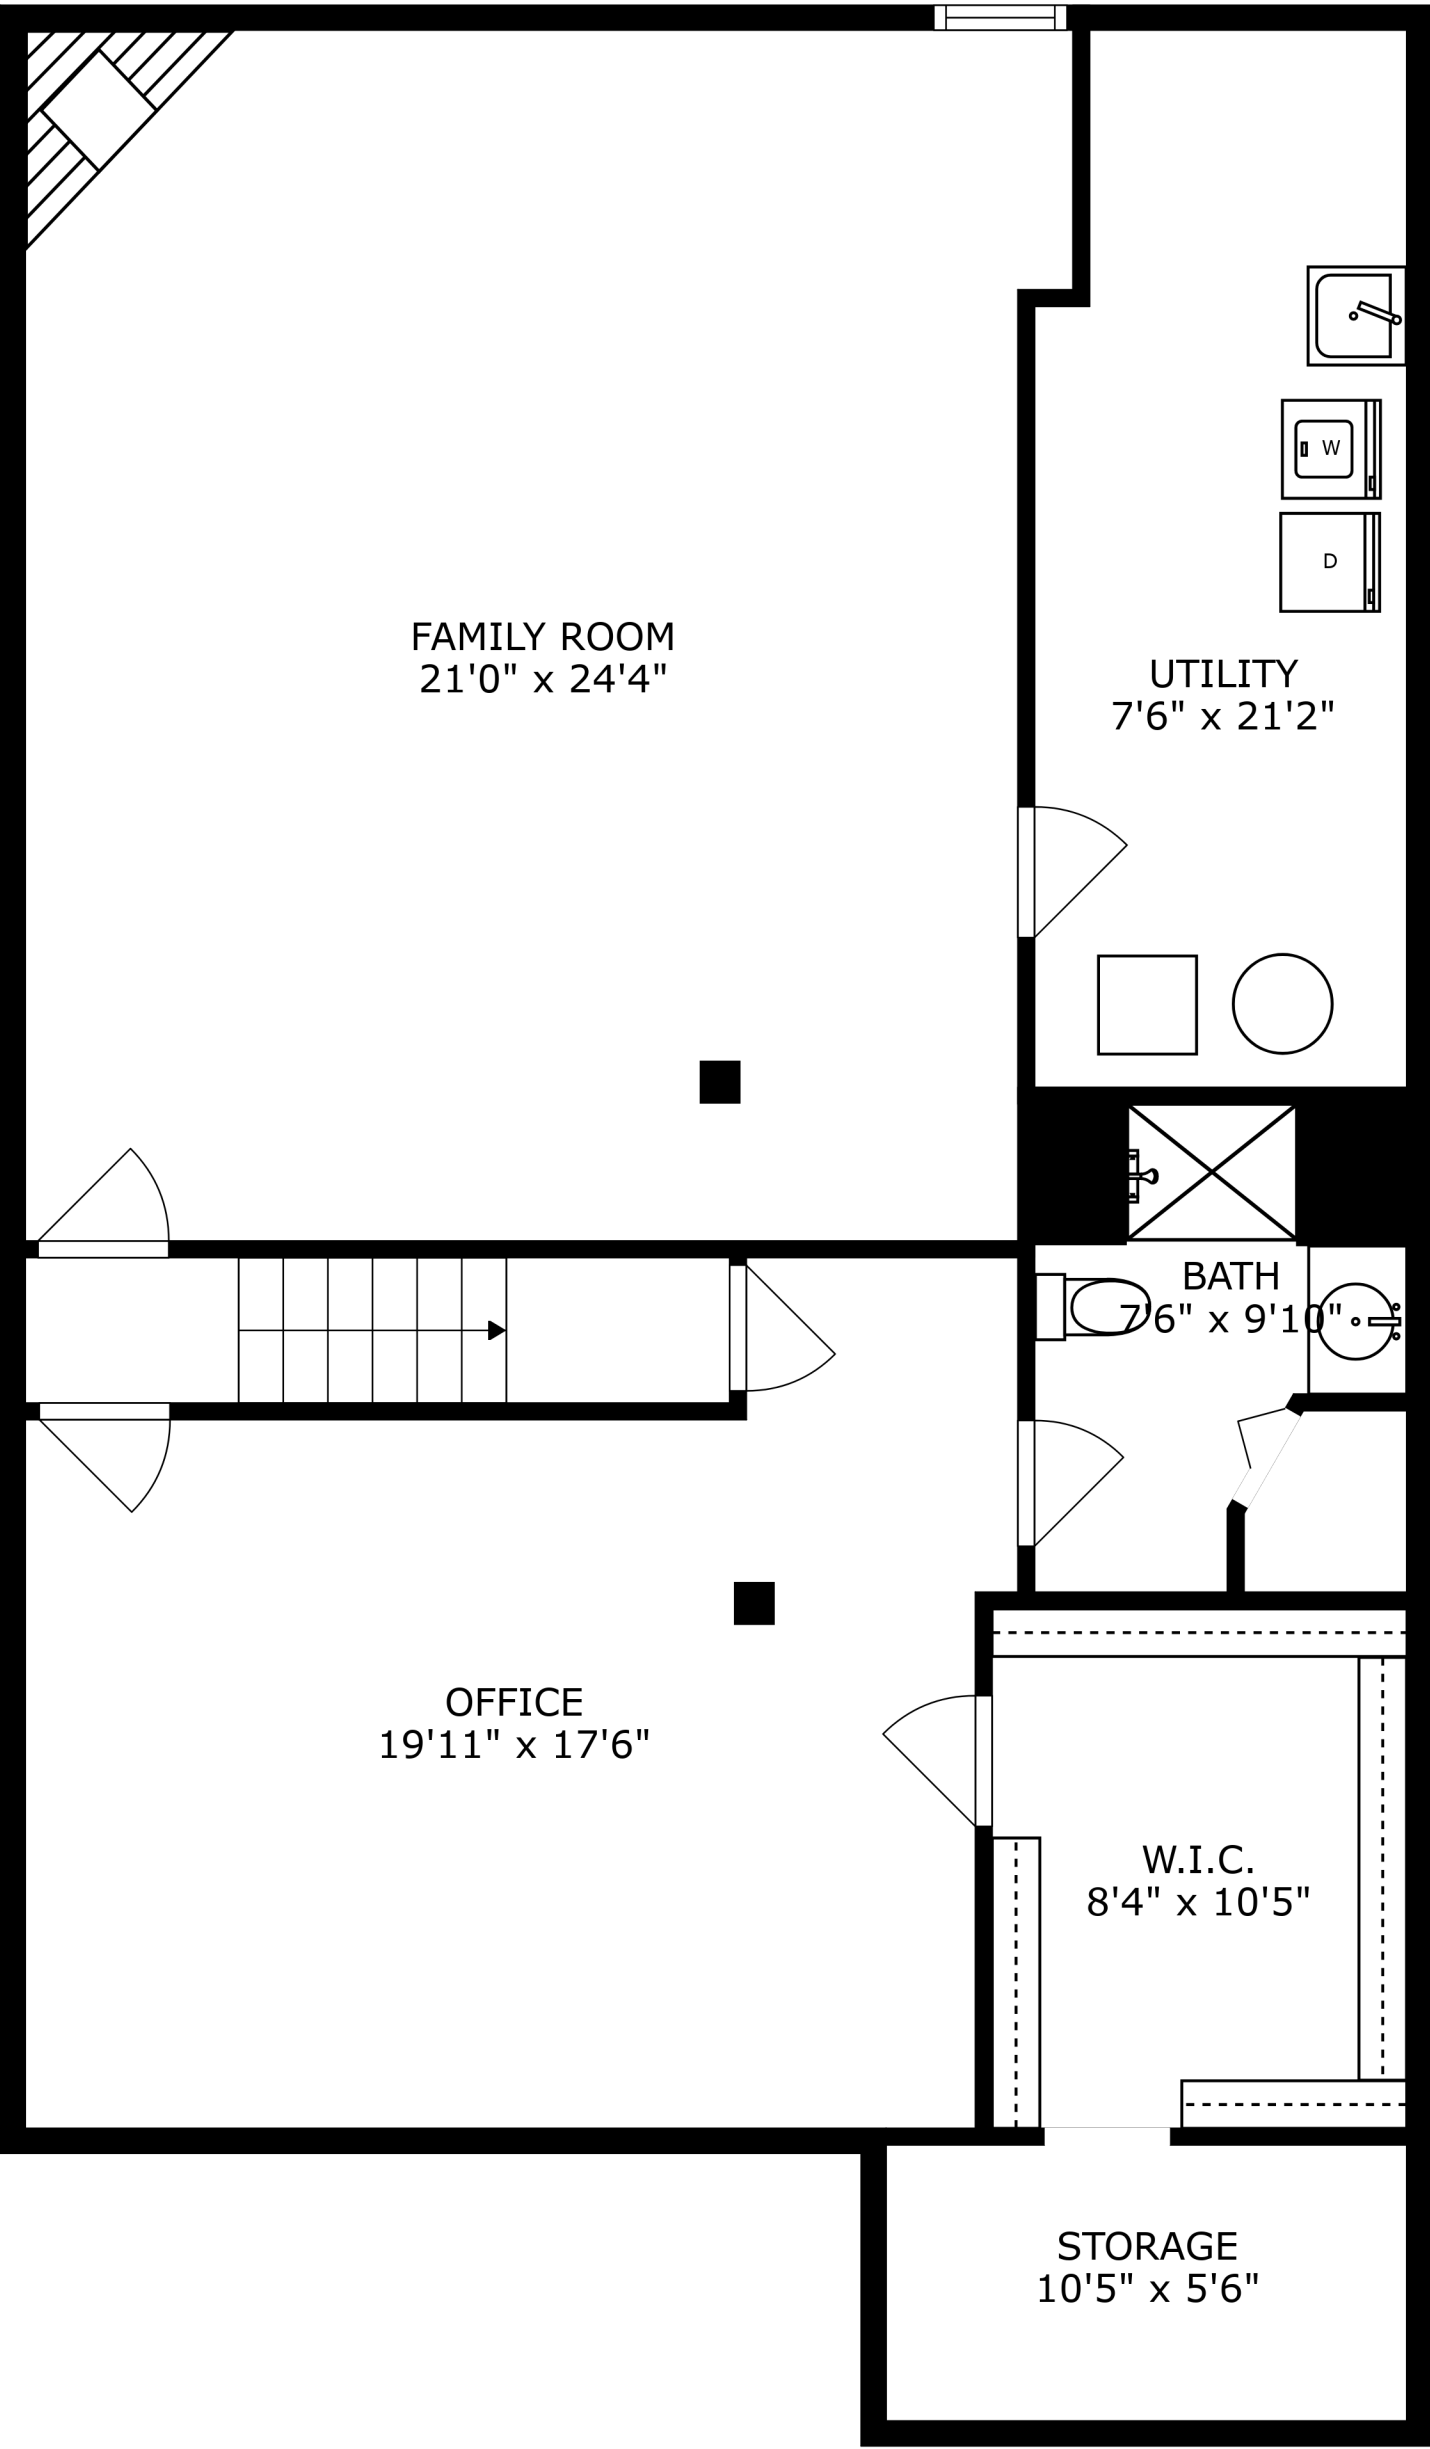 W
D
FAMILY ROOM
21'0" x 24'4"
UTILITY
7'6" x 21'2"
BATH
7'6" x 9'10"
OFFICE
19'11" x 17'6"
W.I.C.
8'4" x 10'5"
STORAGE
10'5" x 5'6"